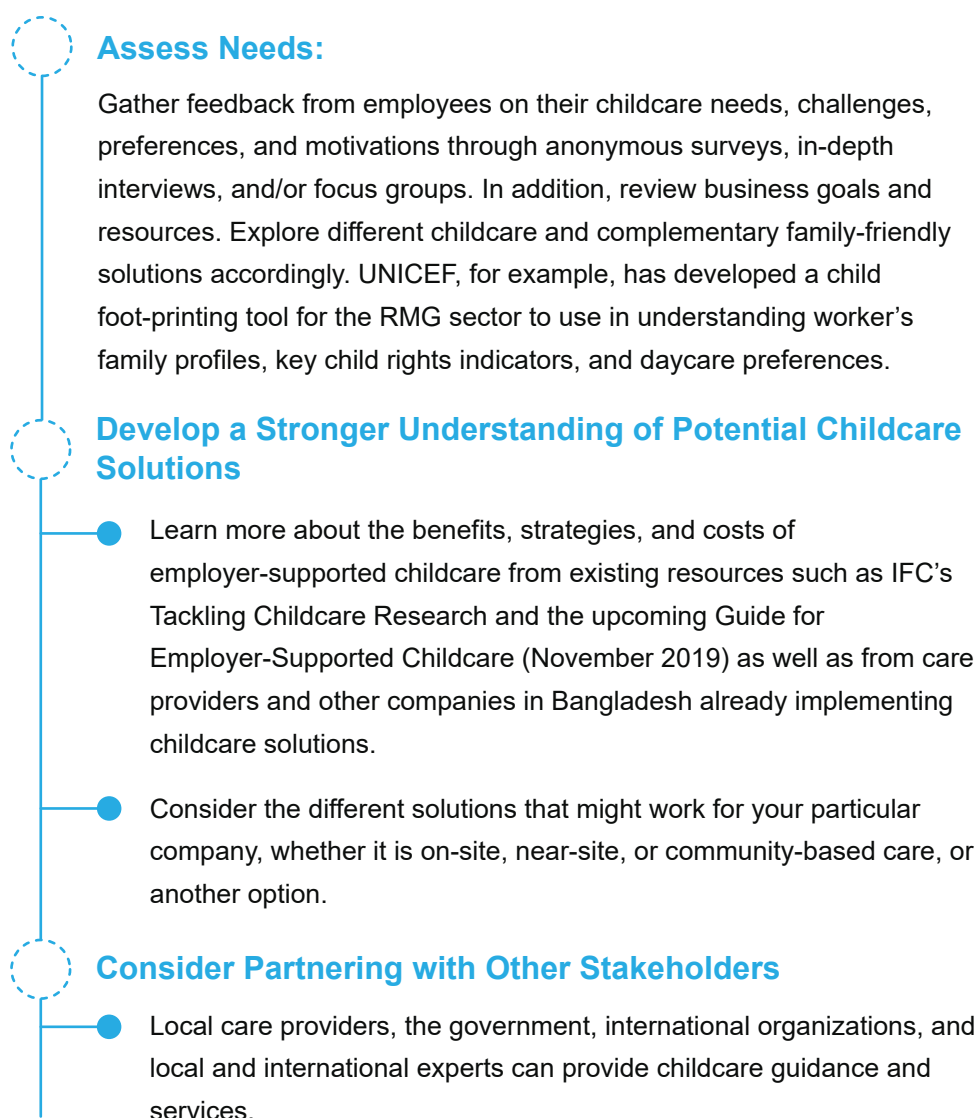 Assess Needs:
Gather feedback from employees on their childcare needs, challenges,
preferences, and motivations through anonymous surveys, in-depth
interviews, and/or focus groups. In addition, review business goals and
resources. Explore different childcare and complementary family-friendly
solutions accordingly. UNICEF, for example, has developed a child
foot-printing tool for the RMG sector to use in understanding worker’s
family profiles, key child rights indicators, and daycare preferences.
Develop a Stronger Understanding of Potential Childcare
Solutions
Learn more about the benefits, strategies, and costs of
employer-supported childcare from existing resources such as IFC’s
Tackling Childcare Research and the upcoming Guide for
Employer-Supported Childcare (November 2019) as well as from care
providers and other companies in Bangladesh already implementing
childcare solutions.
Consider the different solutions that might work for your particular
company, whether it is on-site, near-site, or community-based care, or
another option.
Consider Partnering with Other Stakeholders
Local care providers, the government, international organizations, and
local and international experts can provide childcare guidance and
services.